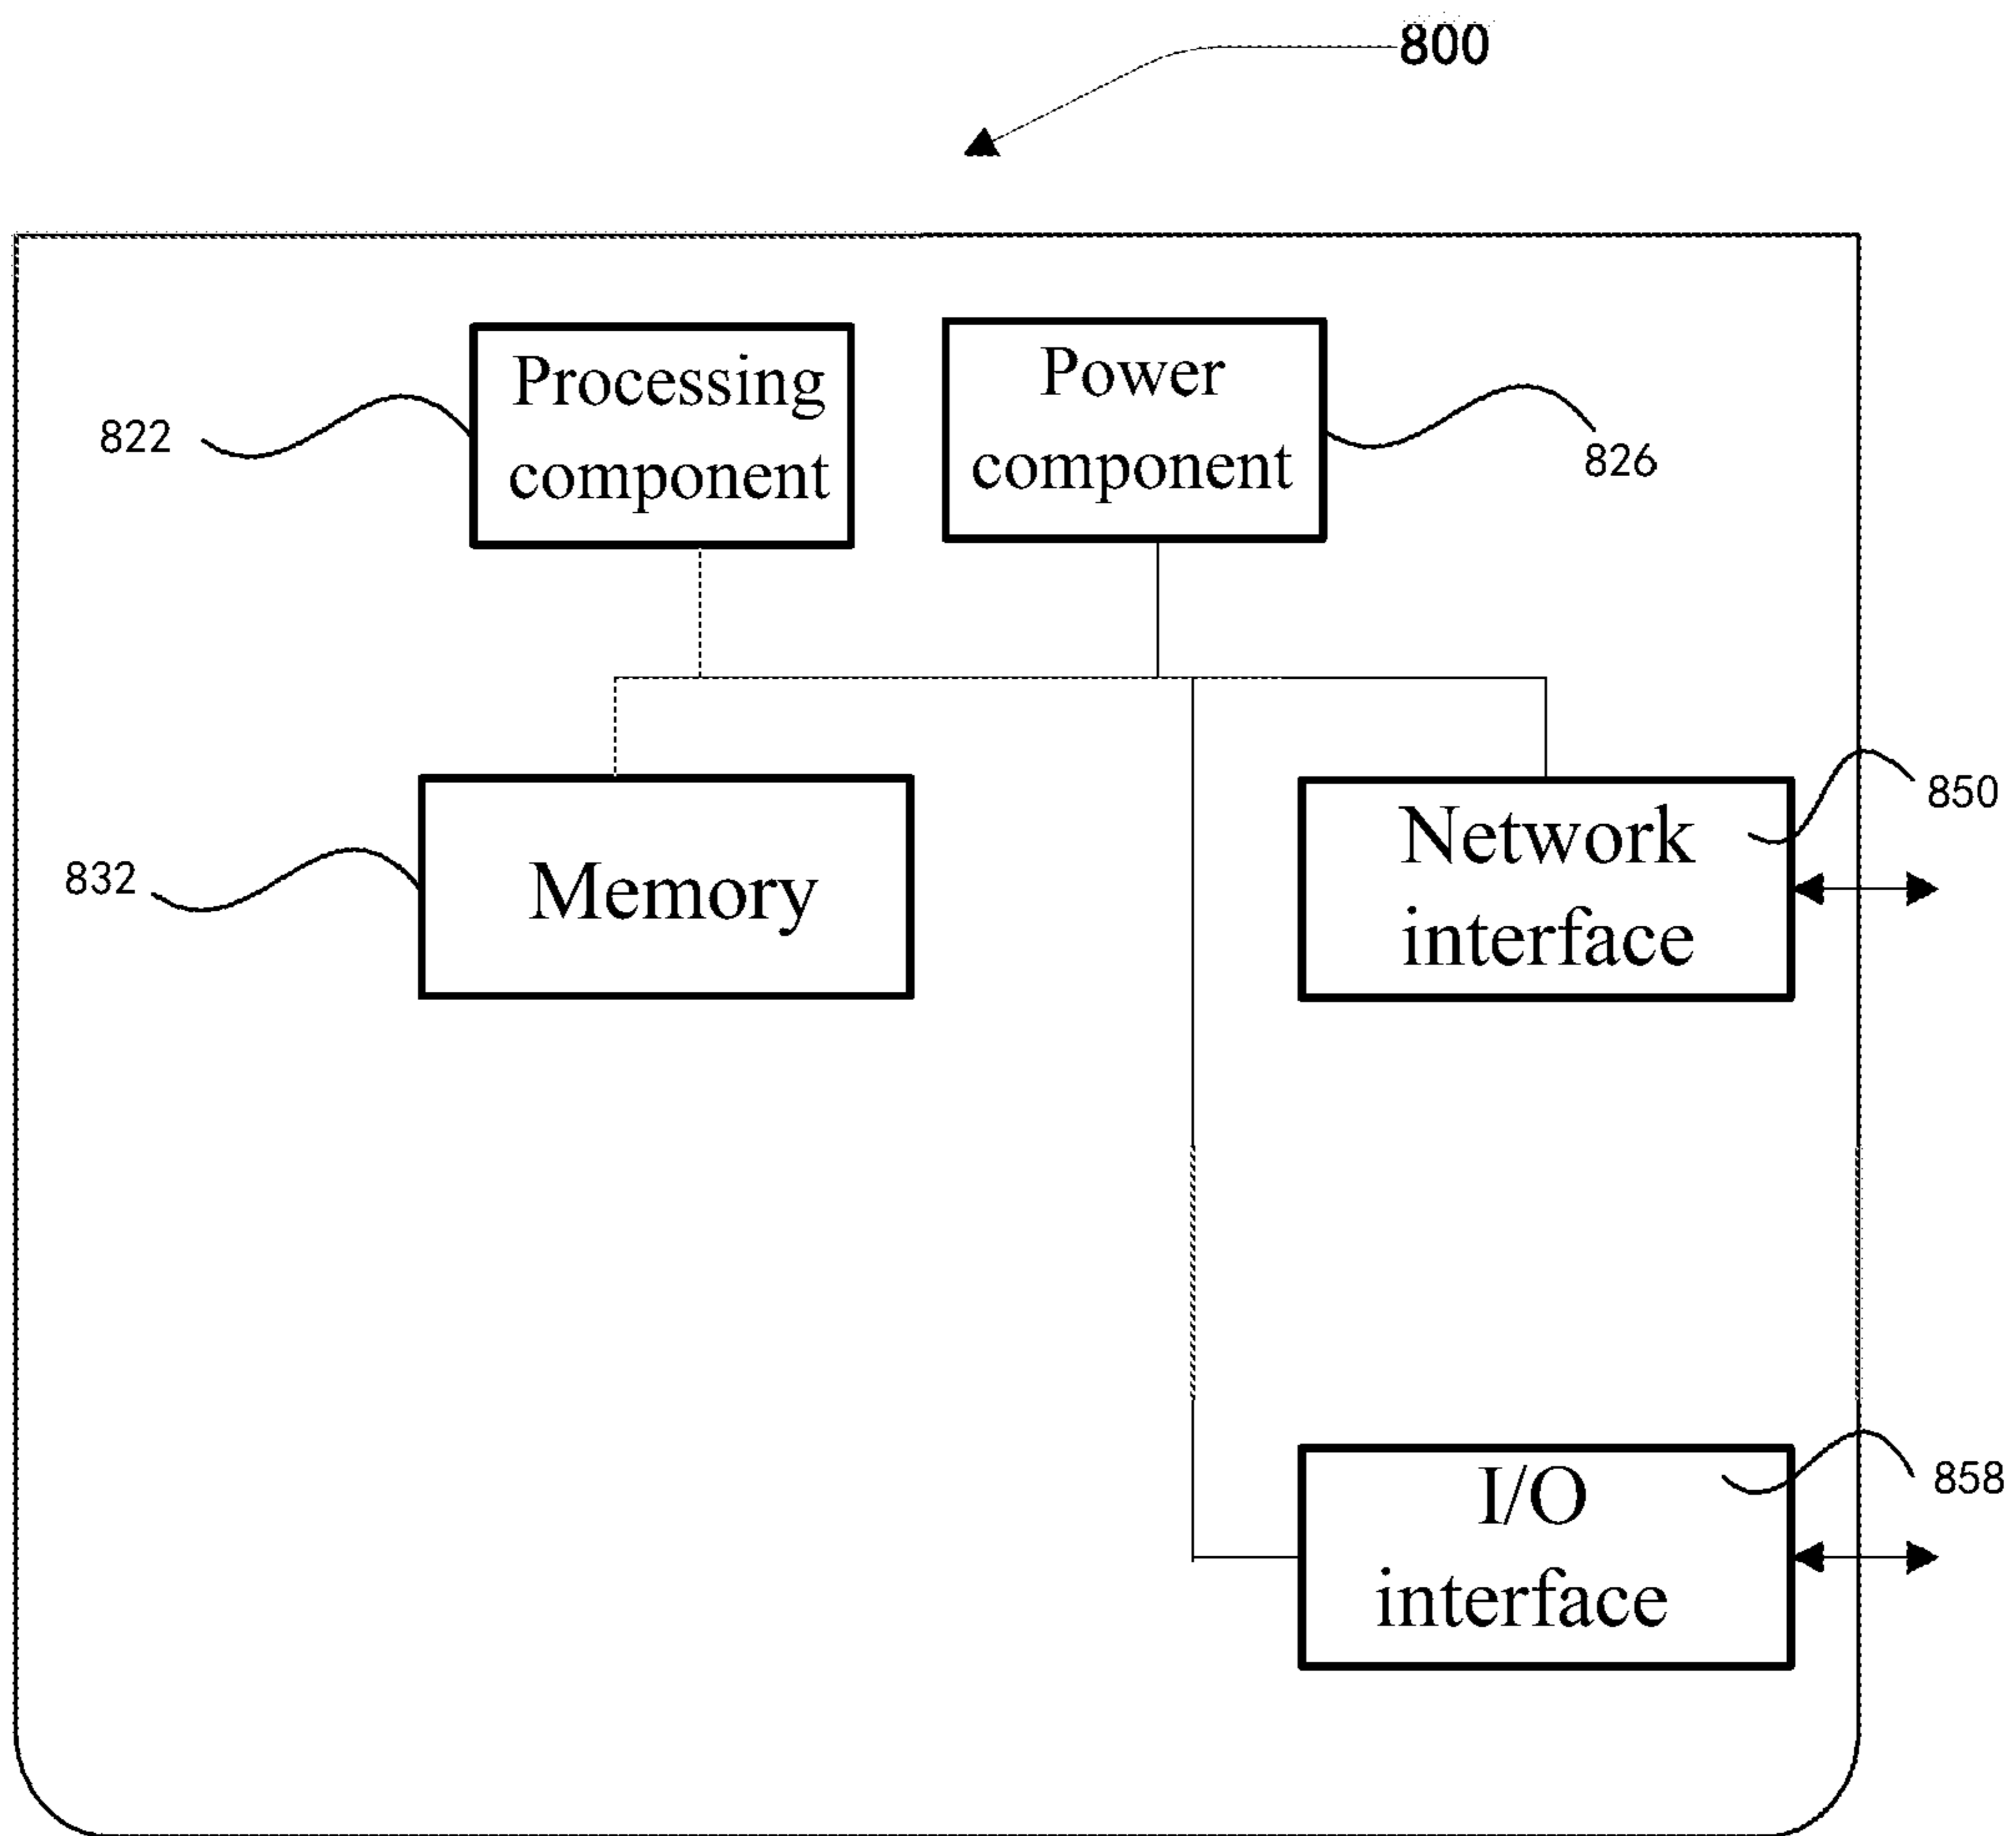 800
Processing
component
822
Power
component
826
Memory
832
Network
interface
850
I/O
interface
858